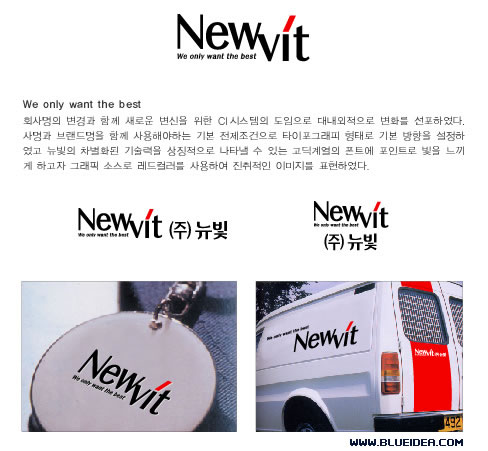 Newvit
We only want the best
We only want the best
회사명의 변경과 함께 새로운 변신을 위한 CI시스템의 도입으로 대내외적으로 변화를 선포하였다.
사명과 브랜드명을 함께 사용해야하는 기본 전제조건으로 타이포그래피 형태로 기본 방향을 설정하
였고 뉴빛의 차별화된 기술력을 상징적으로 나타낼 수 있는 고딕계열의 폰트에 포인트로 빛을 느끼
게 하고자 그래픽 소스로 레드컬러를 사용하여 진취적인 이미지를 표현하였다.
Newvit (주)뉴빛
We only want the best
Newvit
We only want the best
(주)뉴빛
Newvit
We only want the best
We only want the best
Newvit
Newvit (주)뉴빛
492
WWW.BLUEIDEA.COM